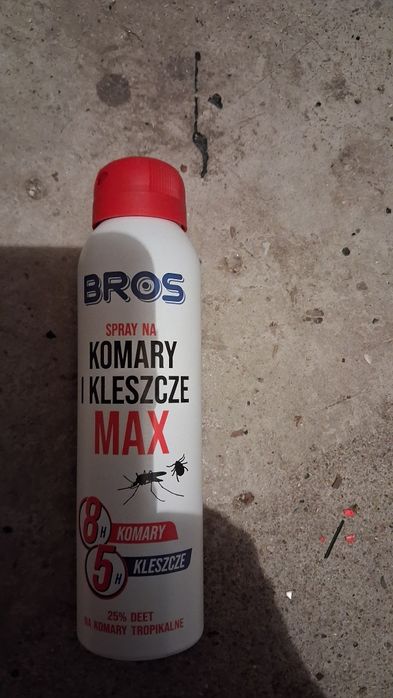 BROS
SPRAY NA
KOMARY
I KLESZCZE
MAX
8H KOMARY
5H KLESZCZE
25% DEET
NA KOMARY TROPIKALNE